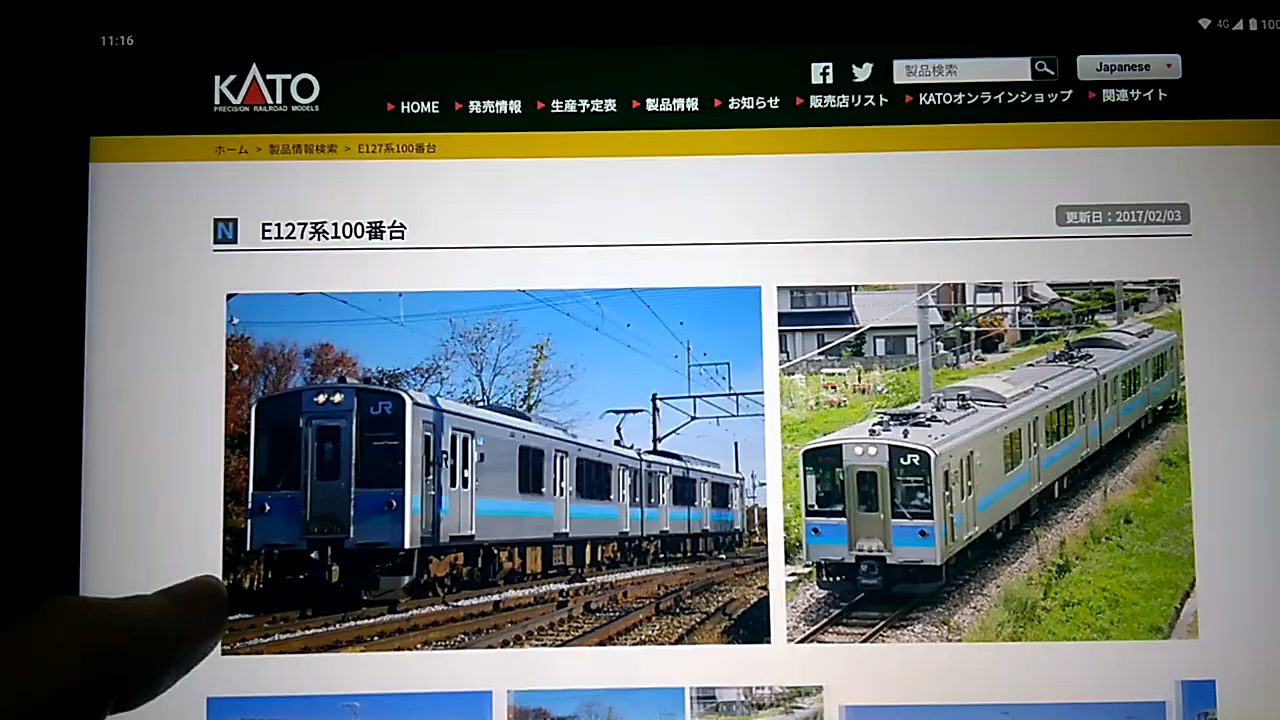 11:16
4G
100
KATO
PRECISION RAILROAD MODELS
製品検索
Japanese
HOME
発売情報
生産予定表
製品情報
お知らせ
販売店リスト
KATOオンラインショップ
関連サイト
ホーム > 製品情報検索 > E127系100番台
N E127系100番台
更新日：2017/02/03
JR
JR